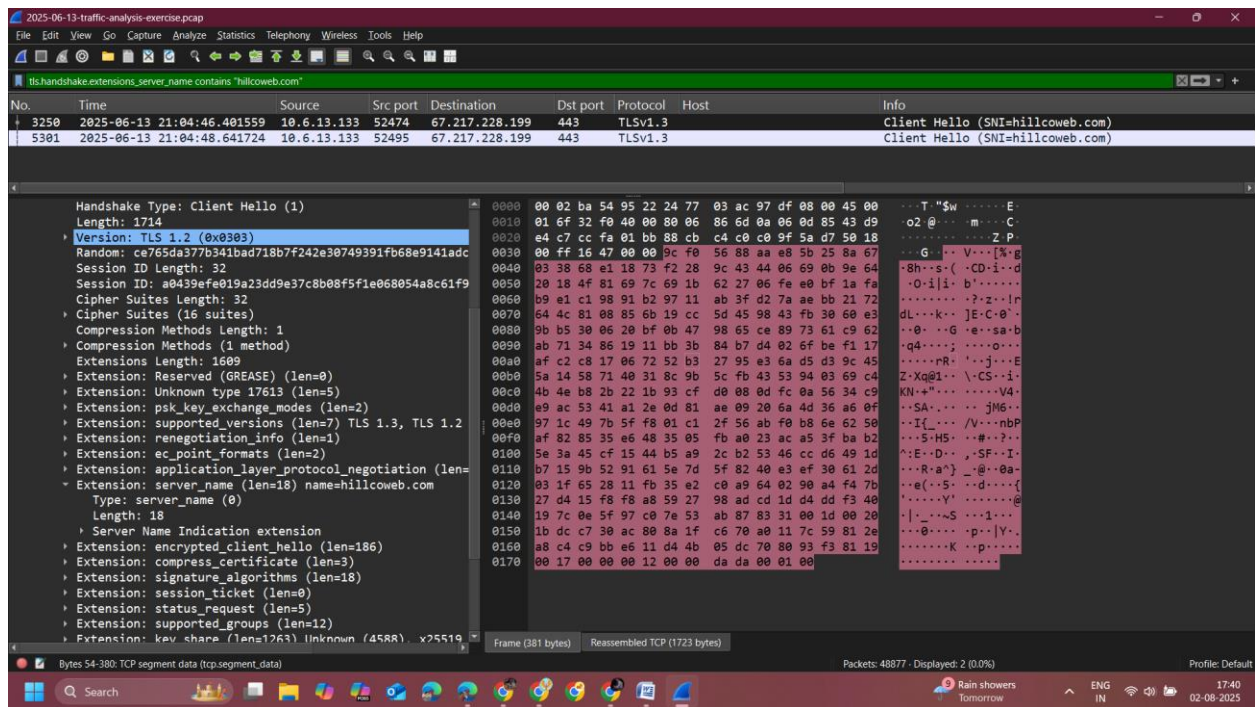 2025-06-13-traffic-analysis-exercise.pcap
File Edit View Go Capture Analyze Statistics Telephony Wireless Tools Help
tls.handshake.extensions_server_name contains "hillcoweb.com"
No. Time Source Src port Destination Dst port Protocol Host Info
3250 2025-06-13 21:04:46.401559 10.6.13.133 52474 67.217.228.199 443 TLSv1.3 Client Hello (SNI=hillcoweb.com)
5301 2025-06-13 21:04:48.641724 10.6.13.133 52495 67.217.228.199 443 TLSv1.3 Client Hello (SNI=hillcoweb.com)
Handshake Type: Client Hello (1)
Length: 1714
Version: TLS 1.2 (0x0303)
Random: ce765da377b341bad718b7f242e30749391fb68e9141adc
Session ID Length: 32
Session ID: a0439efe019a23dd9e37c8b08f5f1e068054a8c61f9
Cipher Suites Length: 32
Cipher Suites (16 suites)
Compression Methods Length: 1
Compression Methods (1 method)
Extensions Length: 1609
Extension: Reserved (GREASE) (len=0)
Extension: Unknown type 17613 (len=5)
Extension: psk_key_exchange_modes (len=2)
Extension: supported_versions (len=7) TLS 1.3, TLS 1.2
Extension: renegotiation_info (len=1)
Extension: ec_point_formats (len=2)
Extension: application_layer_protocol_negotiation (len=
Extension: server_name (len=18) name=hillcoweb.com
Type: server_name (0)
Length: 18
Server Name Indication extension
Extension: encrypted_client_hello (len=186)
Extension: compress_certificate (len=3)
Extension: signature_algorithms (len=18)
Extension: session_ticket (len=0)
Extension: status_request (len=5)
Extension: supported_groups (len=12)
Extension: key_share (len=1263) Unknown (4588), x25519
0000 00 02 ba 54 95 22 24 77 03 ac 97 df 08 00 45 00
0010 01 6f 32 f0 40 00 80 06 86 6d 0a 06 0d 85 43 d9
0020 e4 c7 cc fa 01 bb 88 cb c4 c0 c0 9f 5a d7 50 18
0030 00 ff 16 47 00 00 9c f0 56 88 aa e8 5b 25 8a 67
0040 03 38 68 e1 18 73 f2 28 9c 43 44 06 69 0b 9e 64
0050 20 18 4f 81 69 7c 69 1b 62 27 06 fe e0 bf 1a fa
0060 b9 e1 c1 98 91 b2 97 11 ab 3f d2 7a ae bb 21 72
0070 64 4c 81 08 85 6b 19 cc 5d 45 98 43 fb 30 60 e3
0080 9b b5 30 06 20 bf 0b 47 98 65 ce 89 73 61 c9 62
0090 ab 71 34 86 19 11 bb 3b 84 b7 d4 02 6f be f1 17
00a0 af c2 c8 17 06 72 52 b3 27 95 e3 6a d5 d3 9c 45
00b0 5a 14 58 71 40 31 8c 9b 5c fb 43 53 94 03 69 c4
00c0 4b 4e b8 2b 22 1b 93 cf d0 08 0d fc 0a 56 34 c9
00d0 e9 ac 53 41 a1 2e 0d 81 ae 09 20 6a 4d 36 a6 0f
00e0 97 1c 49 7b 5f f8 01 c1 2f 56 ab f0 b8 6e 62 50
00f0 af 82 85 35 e6 48 35 05 fb a0 23 ac a5 3f ba b2
0100 5e 3a 45 cf 15 44 b5 a9 2c b2 53 46 cc d6 49 1d
0110 b7 15 9b 52 91 61 5e 7d 5f 82 40 e3 ef 30 61 2d
0120 03 1f 65 28 11 fb 35 e2 c0 a9 64 02 90 a4 f4 7b
0130 27 d4 15 f8 f8 a8 59 27 98 ad cd 1d d4 dd f3 40
0140 19 7c 0e 5f 97 c0 7e 53 ab 87 83 31 00 1d 00 20
0150 1b dc c7 30 ac 80 8a 1f c6 70 a0 11 7c 59 81 2e
0160 a8 c4 c9 bb e6 11 d4 4b 05 dc 70 80 93 f3 81 19
0170 00 17 00 00 00 12 00 00 da da 00 01 00
Frame (381 bytes) Reassembled TCP (1723 bytes)
Bytes 54-380: TCP segment data (tcp.segment_data) Packets: 48877 · Displayed: 2 (0.0%) Profile: Default
Search
9 Rain showers
Tomorrow
ENG
IN
17:40
02-08-2025